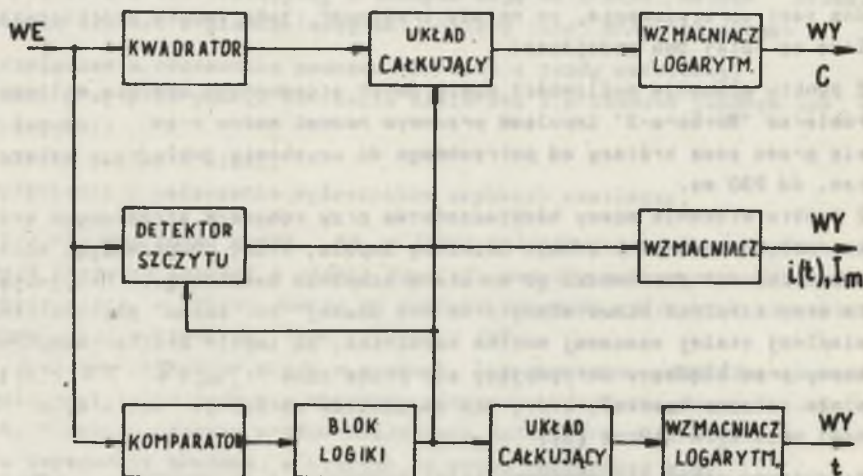 WE
KWADRATOR
UKŁAD
CAŁKUJĄCY
WZMACNIACZ
LOGARYTM.
WY
C
DETEKTOR
SZCZYTU
WZMACNIACZ
WY
i(t), Im
KOMPARATOR
BLOK
LOGIKI
UKŁAD
CAŁKUJĄCY
WZMACNIACZ
LOGARYTM.
WY
t